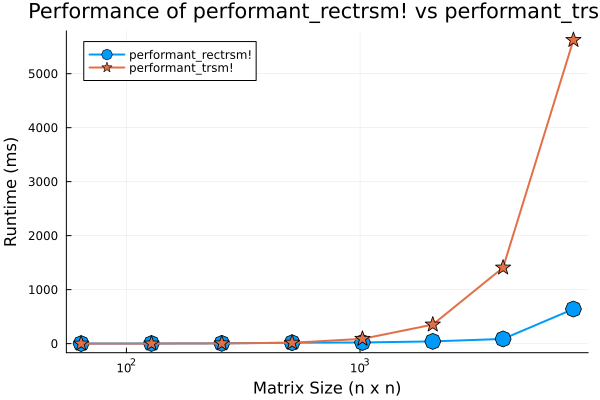 Performance of performant_rectrsm! vs performant_trs
performant_rectrsm!
performant_trsm!
5000
4000
3000
2000
1000
0
Runtime (ms)
10²
10³
Matrix Size (n x n)